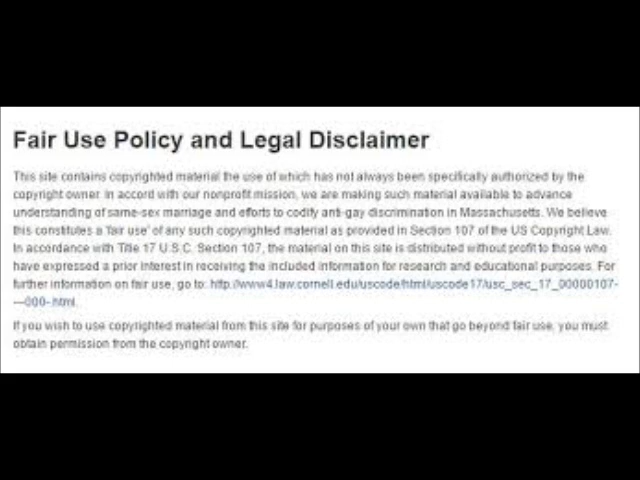 Fair Use Policy and Legal Disclaimer
This site contains copyrighted material the use of which has not always been specifically authorized by the
copyright owner. In accord with our nonprofit mission, we are making such material available to advance
understanding of same-sex marriage and efforts to codify anti-gay discrimination in Massachusetts. We believe
this constitutes a 'fair use' of any such copyrighted material as provided in Section 107 of the US Copyright Law.
In accordance with Title 17 U.S.C. Section 107, the material on this site is distributed without profit to those who
have expressed a prior interest in receiving the included information for research and educational purposes. For
further information on fair use, go to: http://www4.law.cornell.edu/uscode/html/uscode17/usc_sec_17_00000107-
---000-.html.
If you wish to use copyrighted material from this site for purposes of your own that go beyond fair use, you must
obtain permission from the copyright owner.